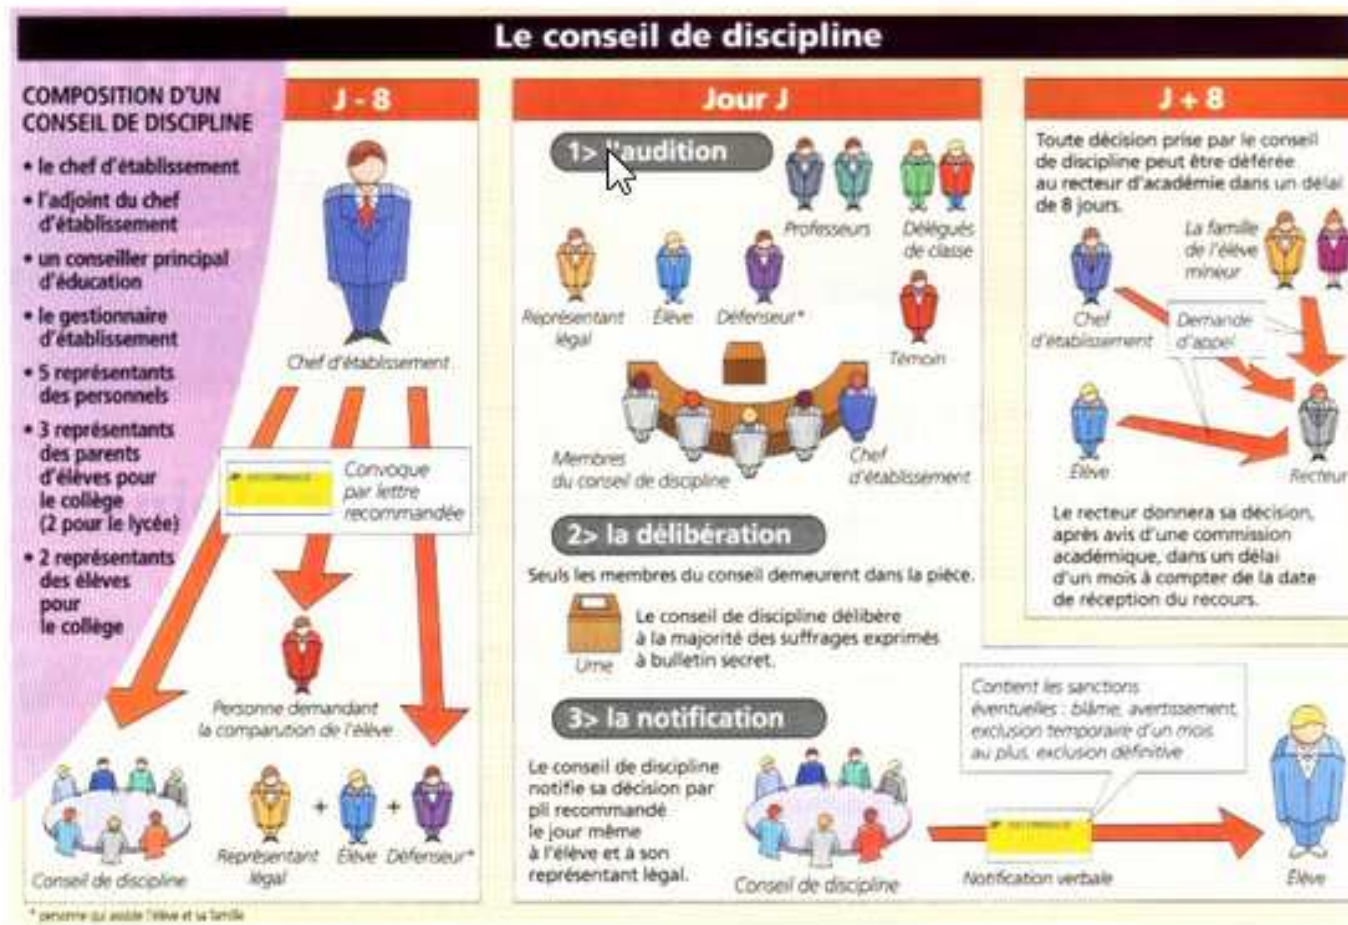 Le conseil de discipline
COMPOSITION D'UN
CONSEIL DE DISCIPLINE
• le chef d'établissement
• l'adjoint du chef
d'établissement
• un conseiller principal
d'éducation
• le gestionnaire
d'établissement
• 5 représentants
des personnels
• 3 représentants
des parents
d'élèves pour
le collège
(2 pour le lycée)
• 2 représentants
des élèves
pour
le collège
J - 8
Chef d'établissement
Convoque
par lettre
recommandée
Personne demandant
la comparution de l'élève
Conseil de discipline
Représentant
légal
+
Élève
+
Défenseur*
* personne qui assiste l'élève et sa famille
Jour J
1> l'audition
Professeurs
Délégués
de classe
Représentant
légal
Élève
Défenseur*
Témoin
Membres
du conseil de discipline
Chef
d'établissement
2> la délibération
Seuls les membres du conseil demeurent dans la pièce.
Urne
Le conseil de discipline délibère
à la majorité des suffrages exprimés
à bulletin secret.
3> la notification
Le conseil de discipline
notifie sa décision par
pli recommandé
le jour même
à l'élève et à son
représentant légal.
Conseil de discipline
Contient les sanctions
éventuelles : blâme, avertissement,
exclusion temporaire d'un mois
au plus, exclusion définitive
Notification verbale
Élève
J + 8
Toute décision prise par le conseil
de discipline peut être déférée
au recteur d'académie dans un délai
de 8 jours.
La famille
de l'élève
mineur
Chef
d'établissement
Demande
d'appel
Élève
Recteur
Le recteur donnera sa décision,
après avis d'une commission
académique, dans un délai
d'un mois à compter de la date
de réception du recours.